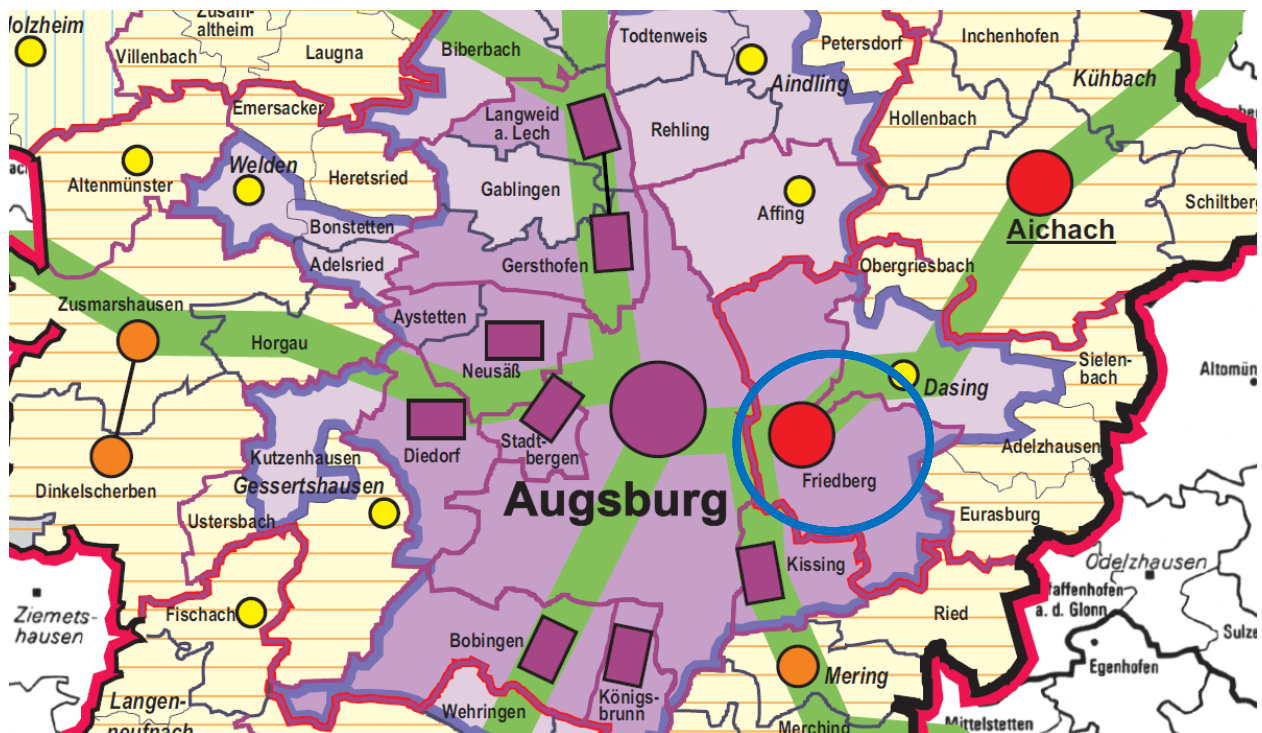 Holzheim
Zusam-
altheim
Villenbach
Laugna
Biberbach
Todtenweis
Petersdorf
Inchenhofen
Aindling
Kühbach
Emersacker
Langweid
a. Lech
Rehling
Hollenbach
Altenmünster
Welden
Heretsried
Gablingen
Affing
Schiltberg
Bonstetten
Aichach
Adelsried
Gersthofen
Obergriesbach
Zusmarshausen
Aystetten
Horgau
Neusäß
Dasing
Sielen-
bach
Altomün
Diedorf
Stadt-
bergen
Adelzhausen
Kutzenhausen
Gessertshausen
Friedberg
Dinkelscherben
Augsburg
Ustersbach
Eurasburg
Kissing
Odelzhausen
Ziemets-
hausen
Fischach
Pfaffenhofen
a. d. Glonn
Ried
Sulze
Bobingen
Egenhofen
Mering
Langen-
neufnach
Wehringen
Königs-
brunn
Merching
Mittelstetten